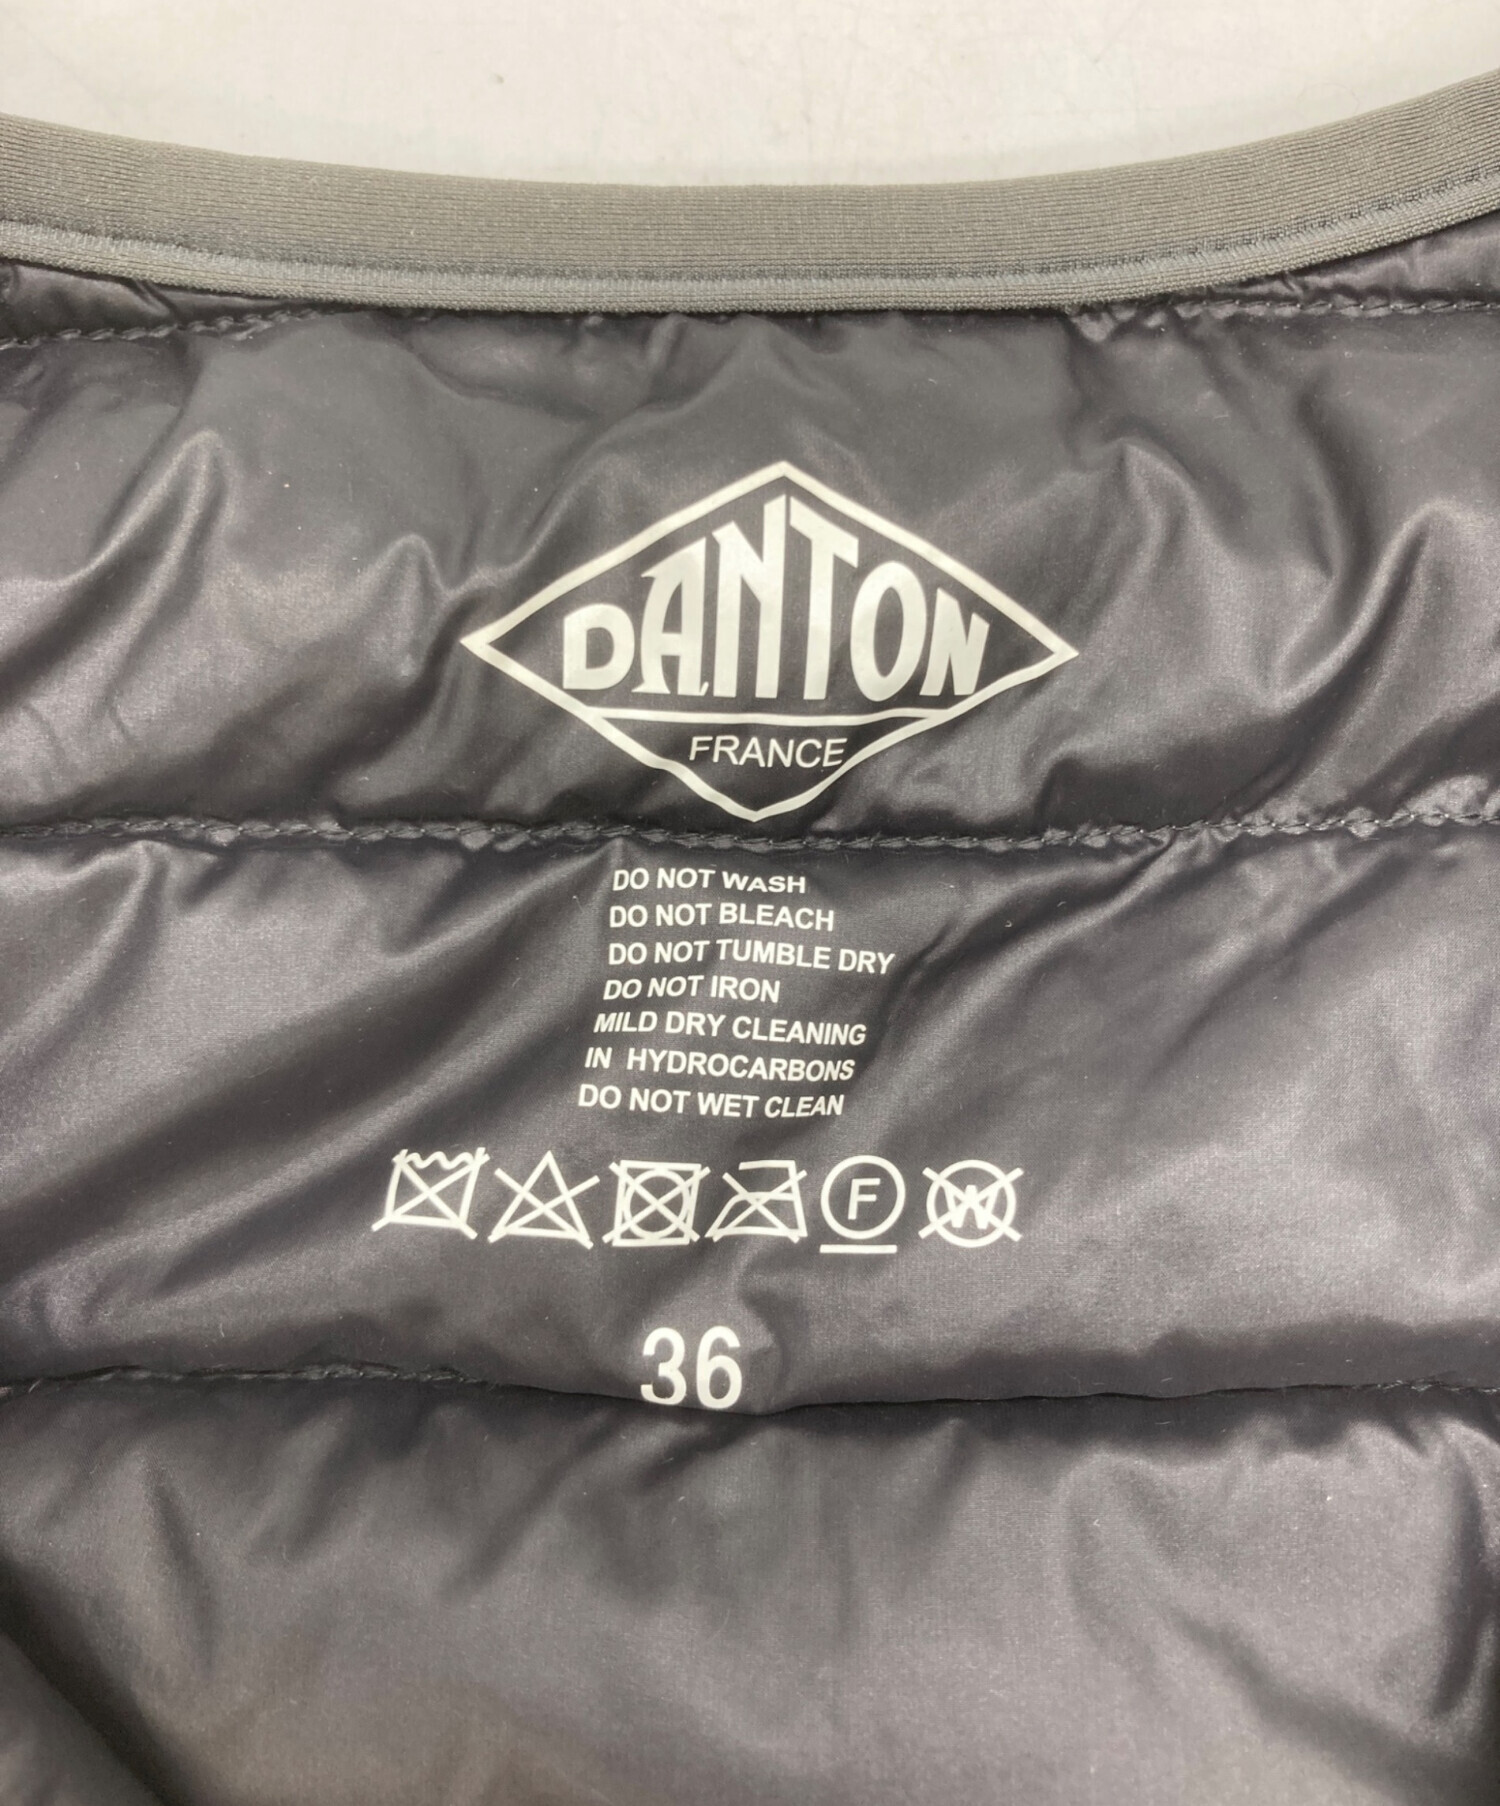 DANTON
FRANCE
DO NOT WASH
DO NOT BLEACH
DO NOT TUMBLE DRY
DO NOT IRON
MILD DRY CLEANING
IN HYDROCARBONS
DO NOT WET CLEAN
F W
36